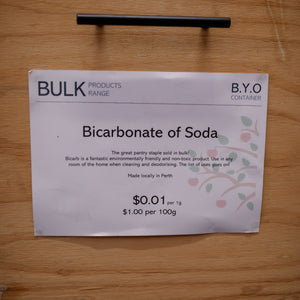 BULK PRODUCTS RANGE
B.Y.O CONTAINER
Bicarbonate of Soda
The great pantry staple sold in bulk!
Bicarb is a fantastic environmentally friendly and non-toxic product. Use in any
room of the home when cleaning and deodorising. The list of uses goes on!
Made locally in Perth
$0.01 per 1g
$1.00 per 100g